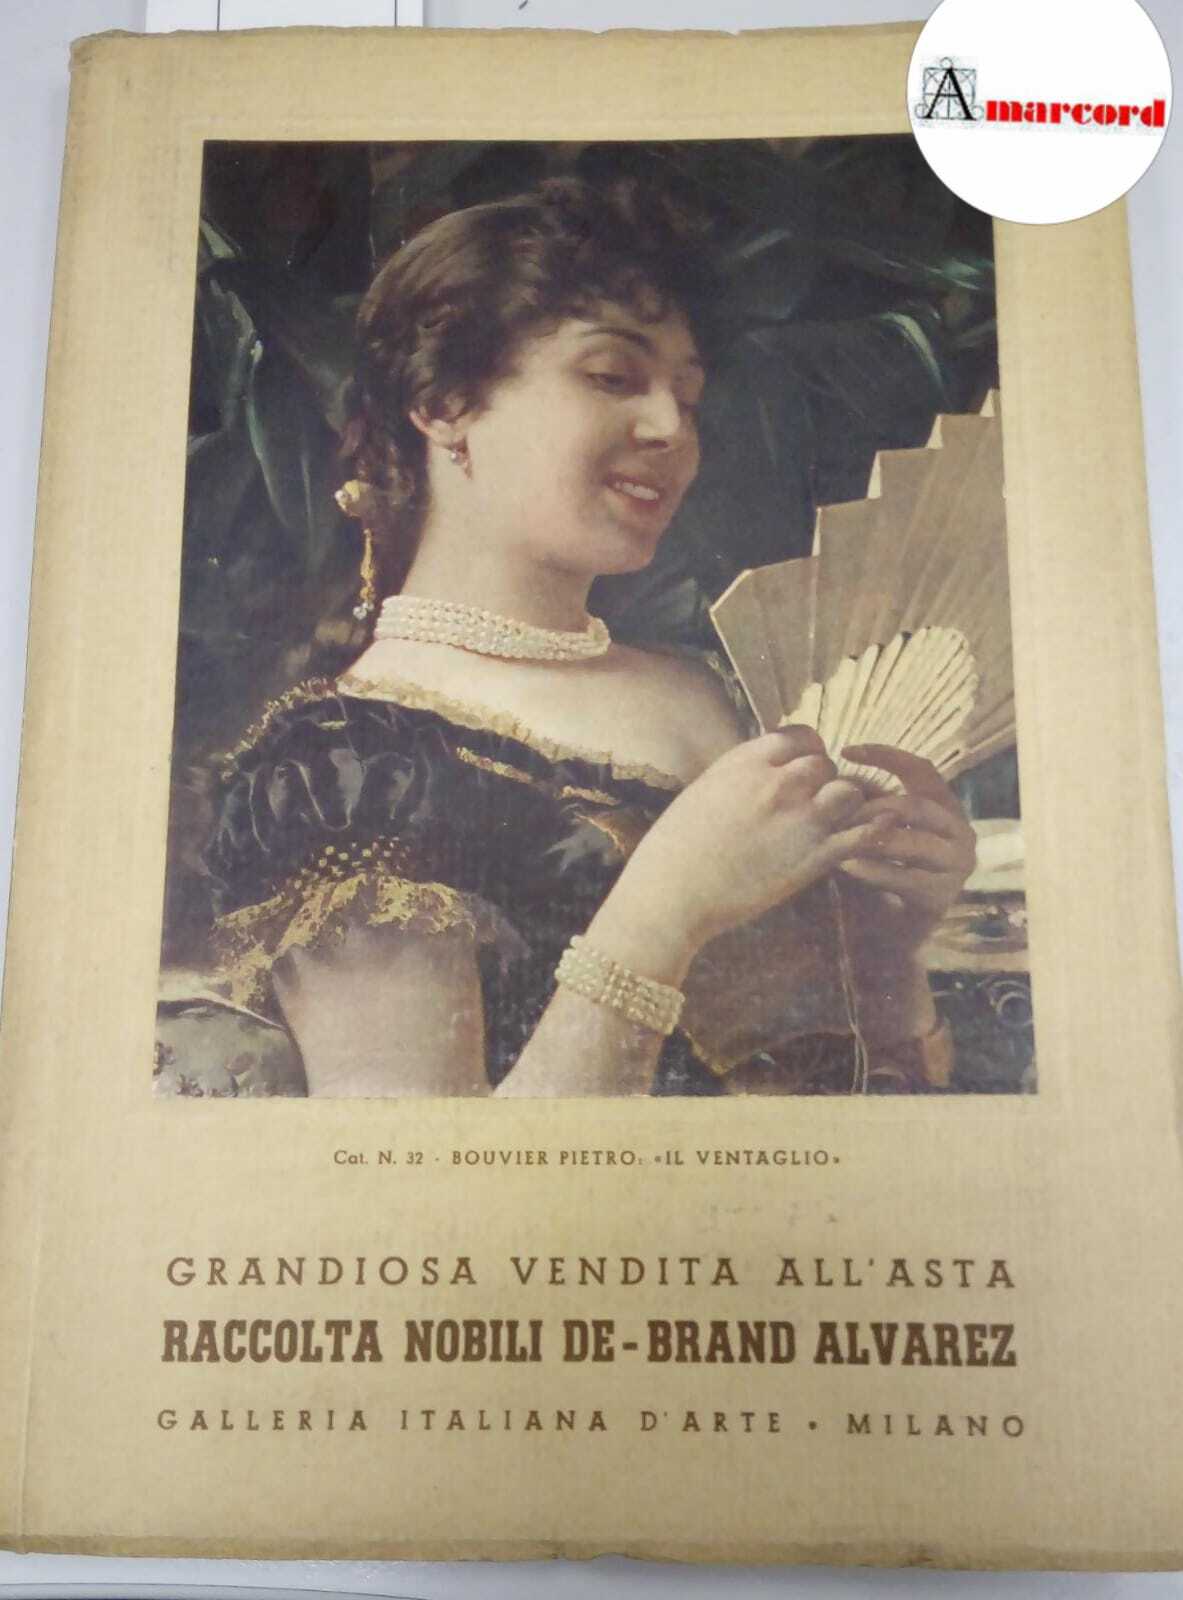 Amarcord
Cat. N. 32 - BOUVIER PIETRO: «IL VENTAGLIO»
GRANDIOSA VENDITA ALL'ASTA
RACCOLTA NOBILI DE-BRAND ALVAREZ
GALLERIA ITALIANA D'ARTE • MILANO